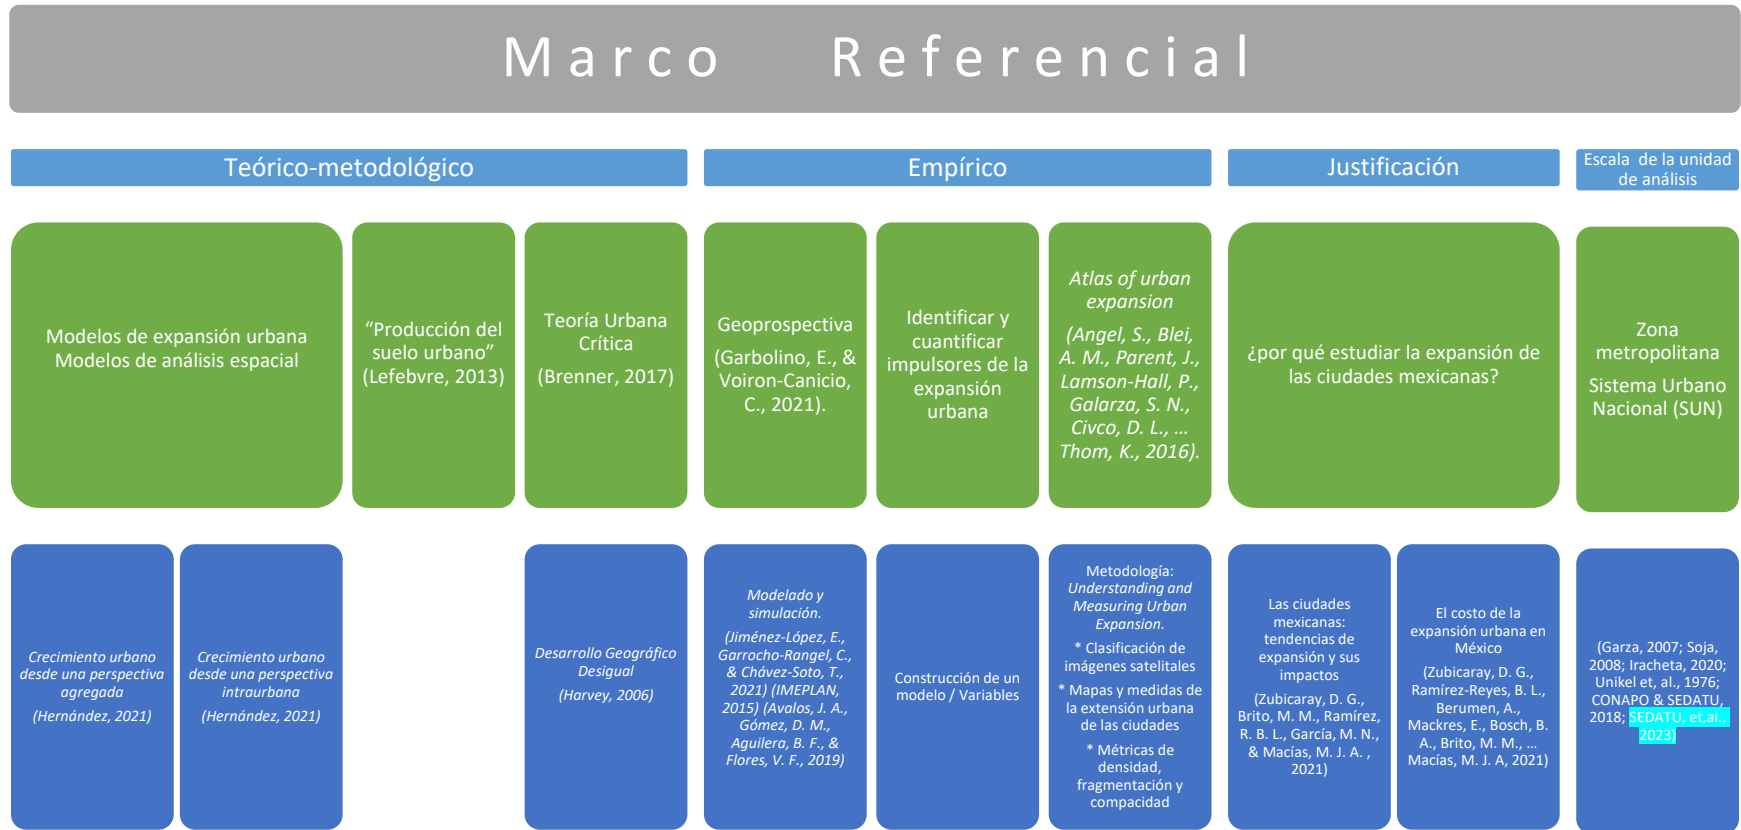 Marco Referencial
Teórico-metodológico
Empírico
Justificación
Escala de la unidad
de análisis
Modelos de expansión urbana
Modelos de análisis espacial
“Producción del
suelo urbano”
(Lefebvre, 2013)
Teoría Urbana
Crítica
(Brenner, 2017)
Geoprospectiva
(Garbolino, E., &
Voiron-Canicio,
C., 2021).
Identificar y
cuantificar
impulsores de la
expansión
urbana
Atlas of urban
expansion
(Angel, S., Blei,
A. M., Parent, J.,
Lamson-Hall, P.,
Galarza, S. N.,
Civco, D. L., …
Thom, K., 2016).
¿por qué estudiar la expansión de
las ciudades mexicanas?
Zona
metropolitana
Sistema Urbano
Nacional (SUN)
Crecimiento urbano
desde una perspectiva
agregada
(Hernández, 2021)
Crecimiento urbano
desde una perspectiva
intraurbana
(Hernández, 2021)
Desarrollo Geográfico
Desigual
(Harvey, 2006)
Modelado y
simulación.
(Jiménez-López, E.,
Garrocho-Rangel, C.,
& Chávez-Soto, T.,
2021) (IMEPLAN,
2015) (Avalos, J. A.,
Gómez, D. M.,
Aguilera, B. F., &
Flores, V. F., 2019)
Construcción de un
modelo / Variables
Metodología:
Understanding and
Measuring Urban
Expansion.
* Clasificación de
imágenes satelitales
* Mapas y medidas de
la extensión urbana
de las ciudades
* Métricas de
densidad,
fragmentación y
compacidad
Las ciudades
mexicanas:
tendencias de
expansión y sus
impactos
(Zubicaray, D. G.,
Brito, M. M., Ramírez,
R. B. L., García, M. N.,
& Macías, M. J. A. ,
2021)
El costo de la
expansión urbana en
México
(Zubicaray, D. G.,
Ramírez-Reyes, B. L.,
Berumen, A.,
Mackres, E., Bosch, B.
A., Brito, M. M., …
Macías, M. J. A, 2021)
(Garza, 2007; Soja,
2008; Iracheta, 2020;
Unikel et, al., 1976;
CONAPO & SEDATU,
2018; SEDATU, et,al.,
2023)